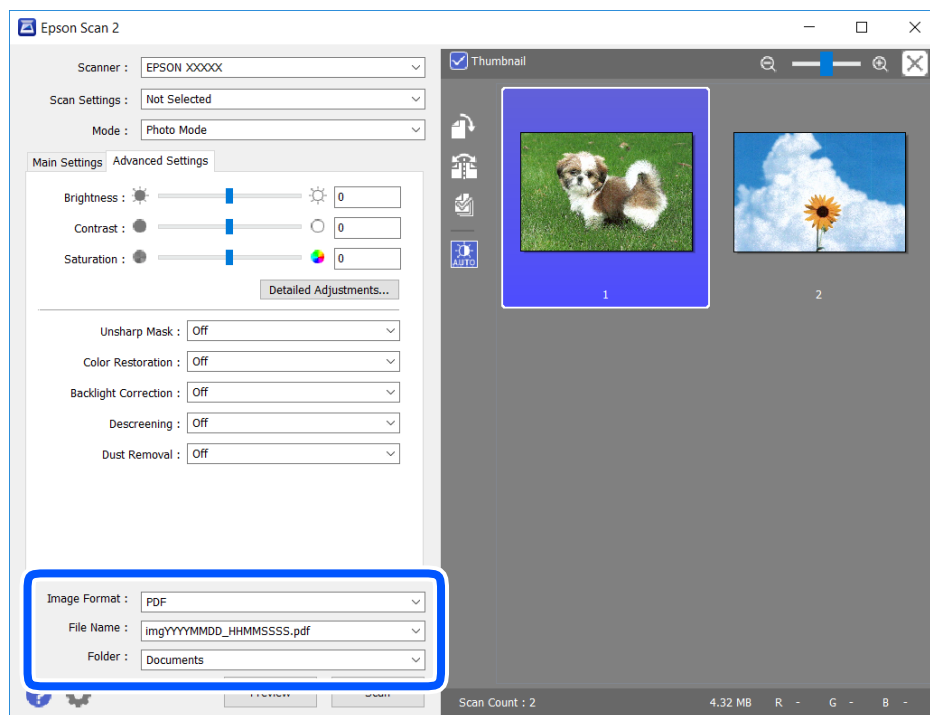 Epson Scan 2
Scanner : EPSON XXXXX
Scan Settings : Not Selected
Mode : Photo Mode
Main Settings Advanced Settings
Brightness : 0
Contrast : 0
Saturation : 0
Detailed Adjustments...
Unsharp Mask : Off
Color Restoration : Off
Backlight Correction : Off
Descreening : Off
Dust Removal : Off
Image Format : PDF
File Name : imgYYYYMMDD_HHMMSSSS.pdf
Folder : Documents
Preview Scan
Thumbnail
AUTO
1 2
Scan Count : 2 4.32 MB R - G - B -